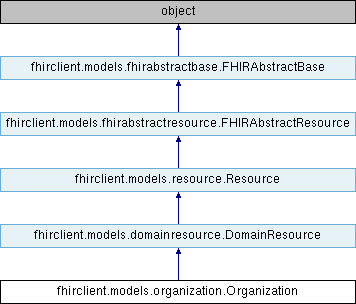 object
fhirclient.models.fhirabstractbase.FHIRAbstractBase
fhirclient.models.fhirabstractresource.FHIRAbstractResource
fhirclient.models.resource.Resource
fhirclient.models.domainresource.DomainResource
fhirclient.models.organization.Organization